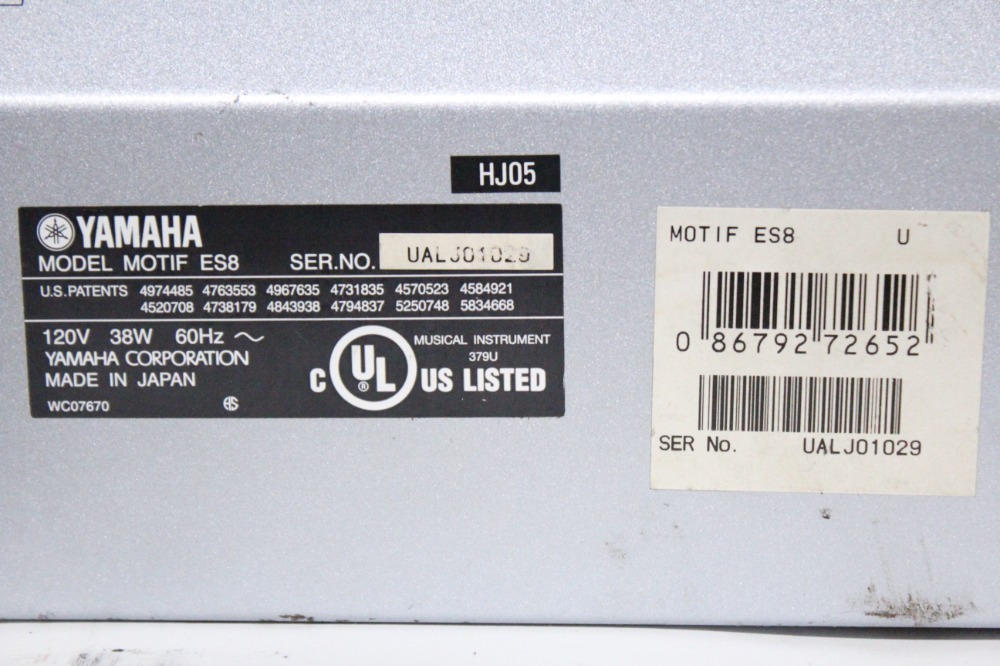 HJ05
YAMAHA
MODEL MOTIF ES8 SER.NO. UALJ01029
U.S.PATENTS 4974485 4763553 4967635 4731835 4570523 4584921
4520708 4738179 4843938 4794837 5250748 5834668
120V 38W 60Hz ~
YAMAHA CORPORATION
MADE IN JAPAN
WC07670
MUSICAL INSTRUMENT
379U
C UL ® US LISTED
MOTIF ES8 U
0 86792 72652
SER No. UALJ01029